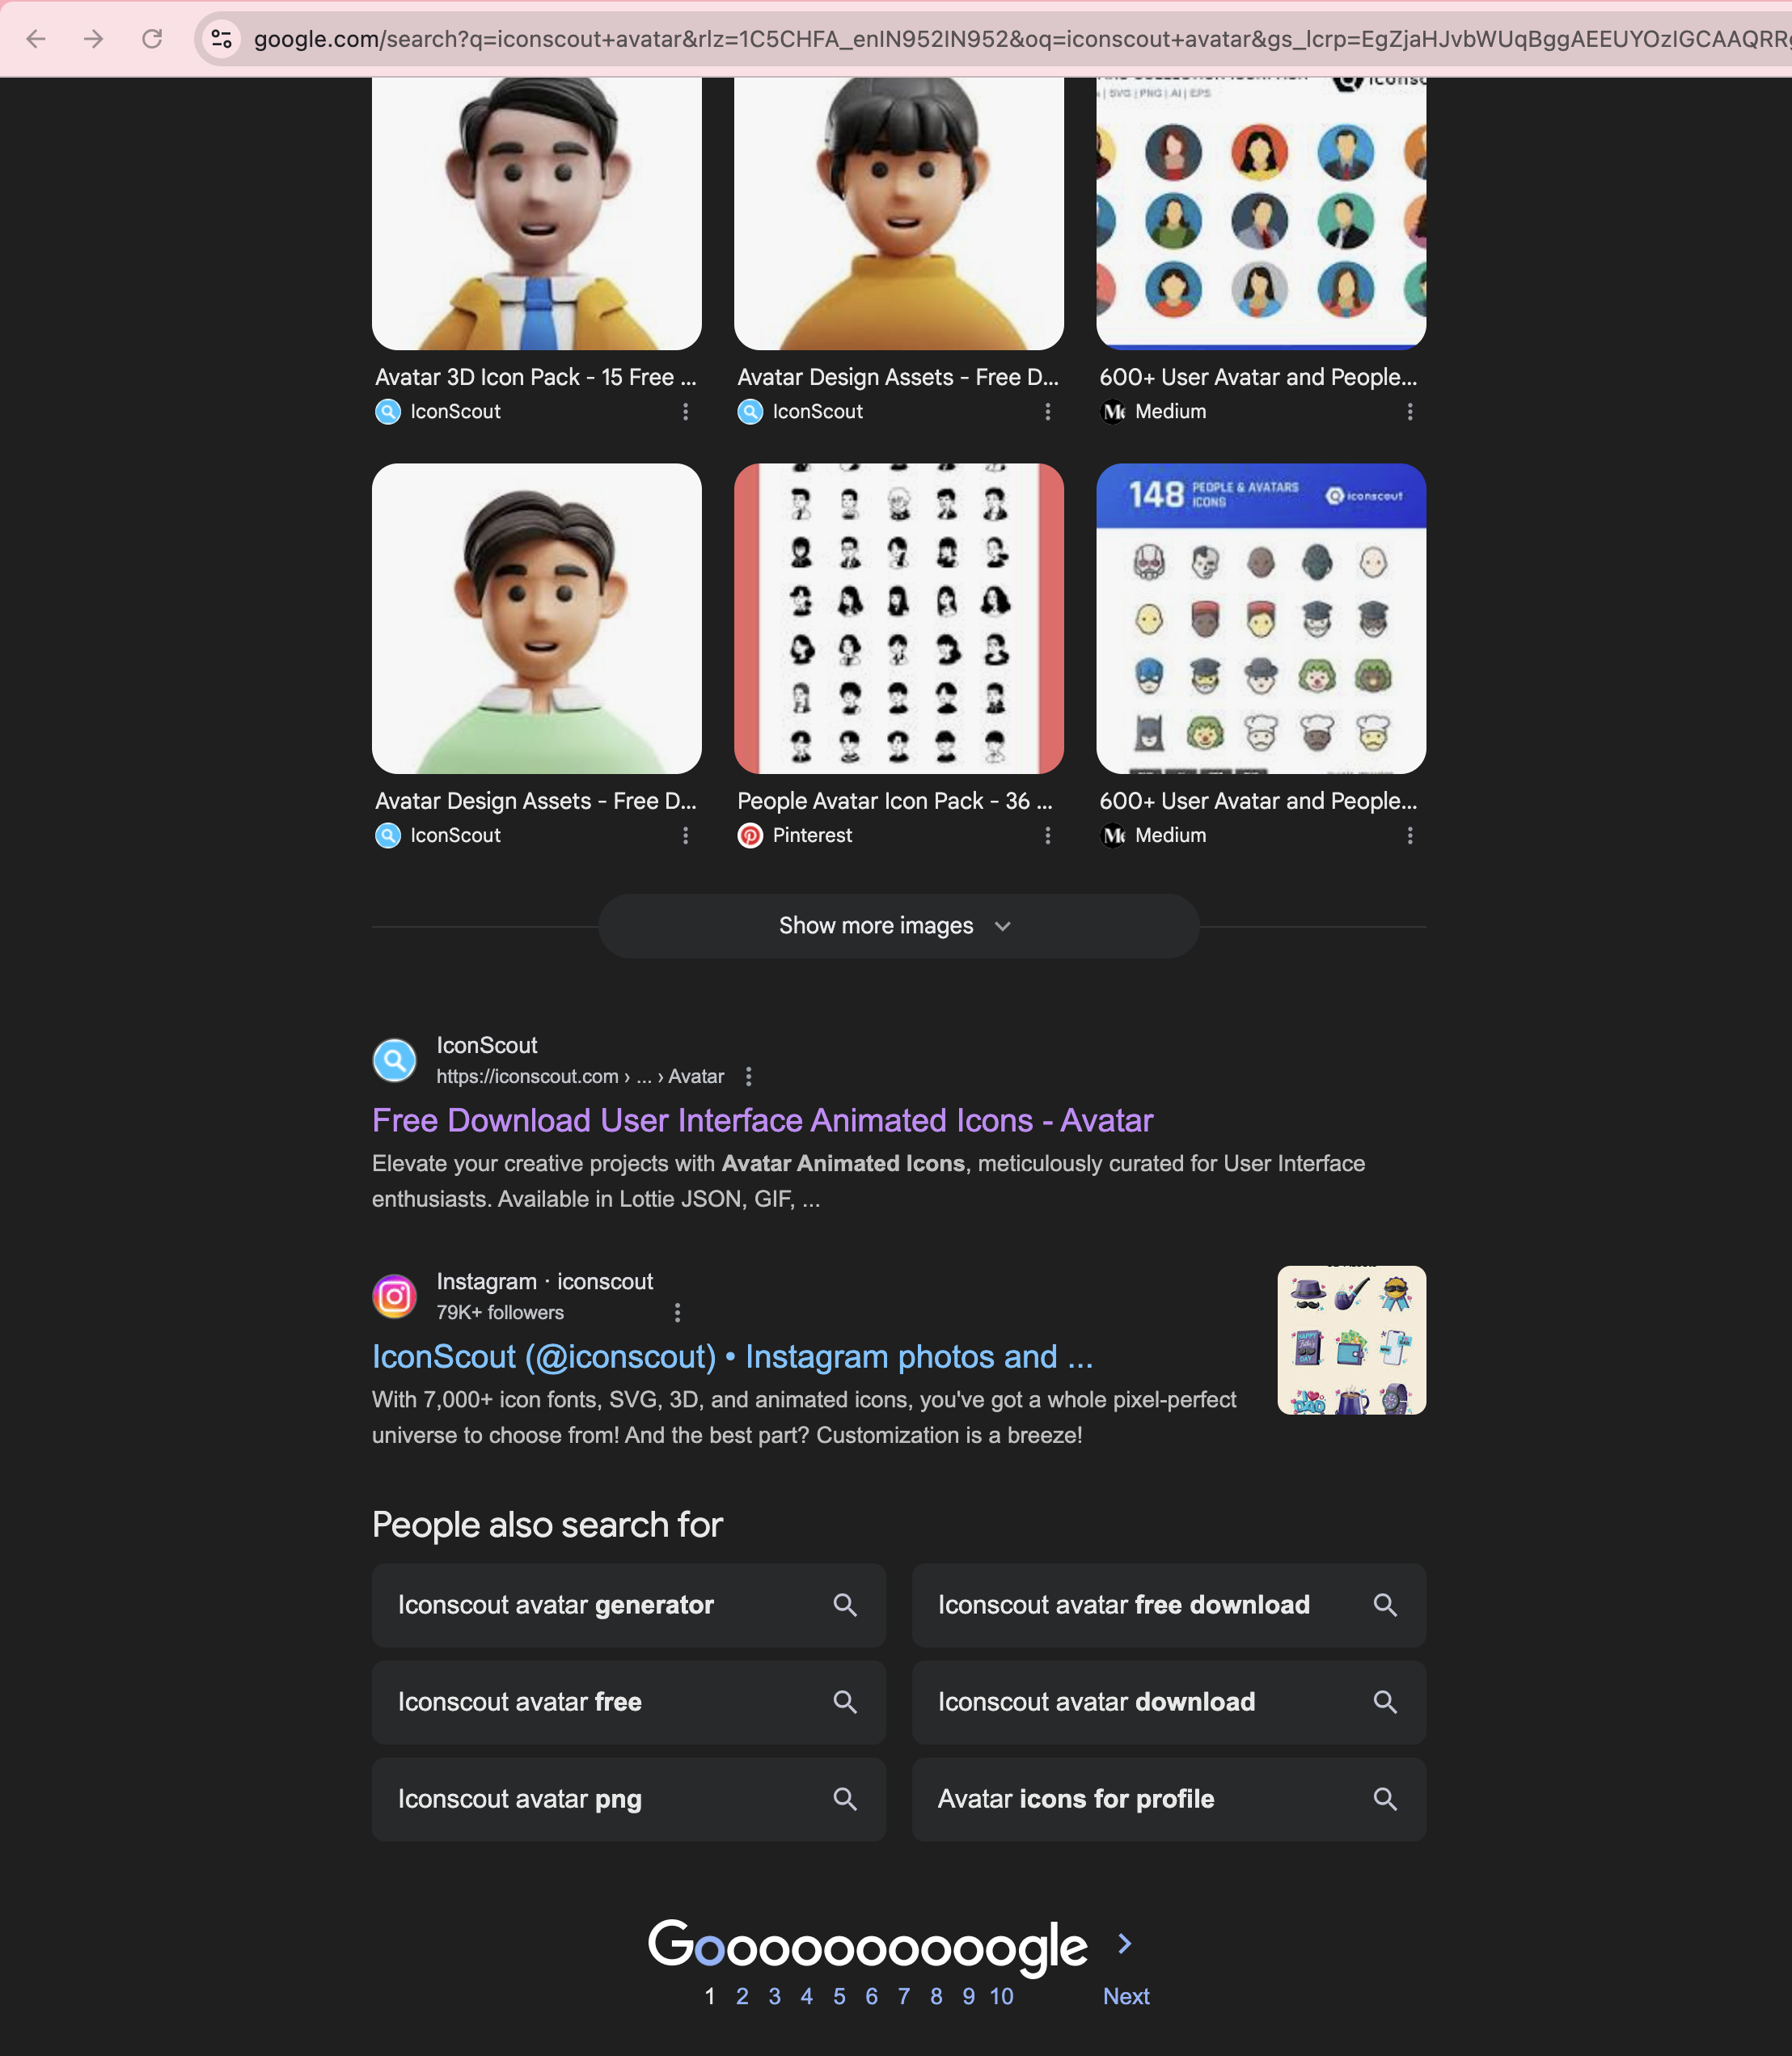 google.com/search?q=iconscout+avatar&rlz=1C5CHFA_enIN952IN952&oq=iconscout+avatar&gs_lcrp=EgZjaHJvbWUqBggAEEUYOzIGCAAQRR
| SVG | PNG | AI | EPS
iconsc
Avatar 3D Icon Pack - 15 Free ...
IconScout
Avatar Design Assets - Free D...
IconScout
600+ User Avatar and People...
Medium
148 PEOPLE & AVATARS
ICONS
iconscout
Avatar Design Assets - Free D...
IconScout
People Avatar Icon Pack - 36 ...
Pinterest
600+ User Avatar and People...
Medium
Show more images
IconScout
https://iconscout.com › ... › Avatar
Free Download User Interface Animated Icons - Avatar
Elevate your creative projects with Avatar Animated Icons, meticulously curated for User Interface
enthusiasts. Available in Lottie JSON, GIF, ...
Instagram · iconscout
79K+ followers
IconScout (@iconscout) • Instagram photos and ...
With 7,000+ icon fonts, SVG, 3D, and animated icons, you've got a whole pixel-perfect
universe to choose from! And the best part? Customization is a breeze!
People also search for
Iconscout avatar generator
Iconscout avatar free download
Iconscout avatar free
Iconscout avatar download
Iconscout avatar png
Avatar icons for profile
Goooooooooogle
1 2 3 4 5 6 7 8 9 10 Next